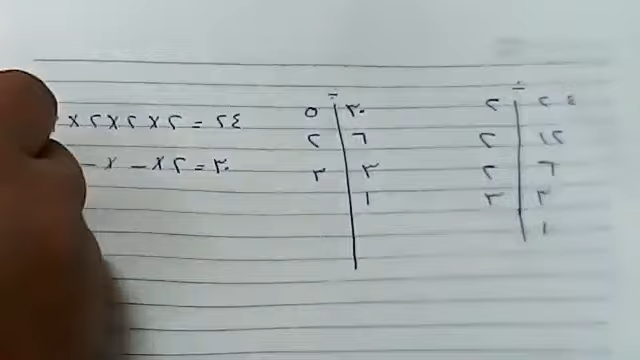 ٢٤ = ٢ × ٢ × ٢ ×
٣٠ = ٢ × - × -
÷
٣٠ | ٥
٦ | ٢
٣ | ٣
١
÷
٢٤ | ٢
١٢ | ٢
٦ | ٢
٣ | ٣
١